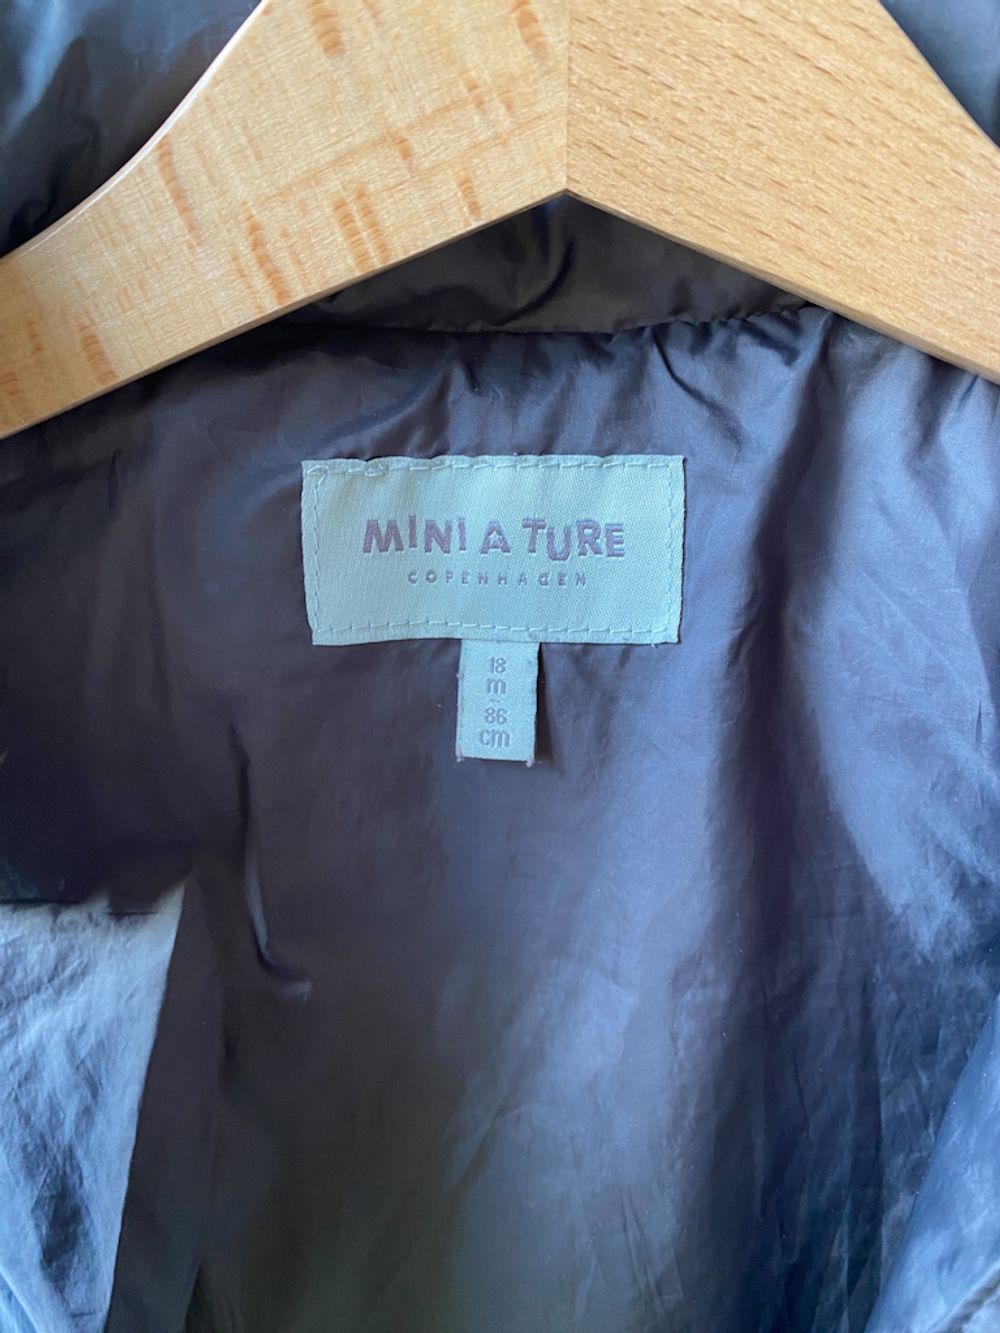 MINI A TURE
COPENHAGEN
18
m
-
86
cm